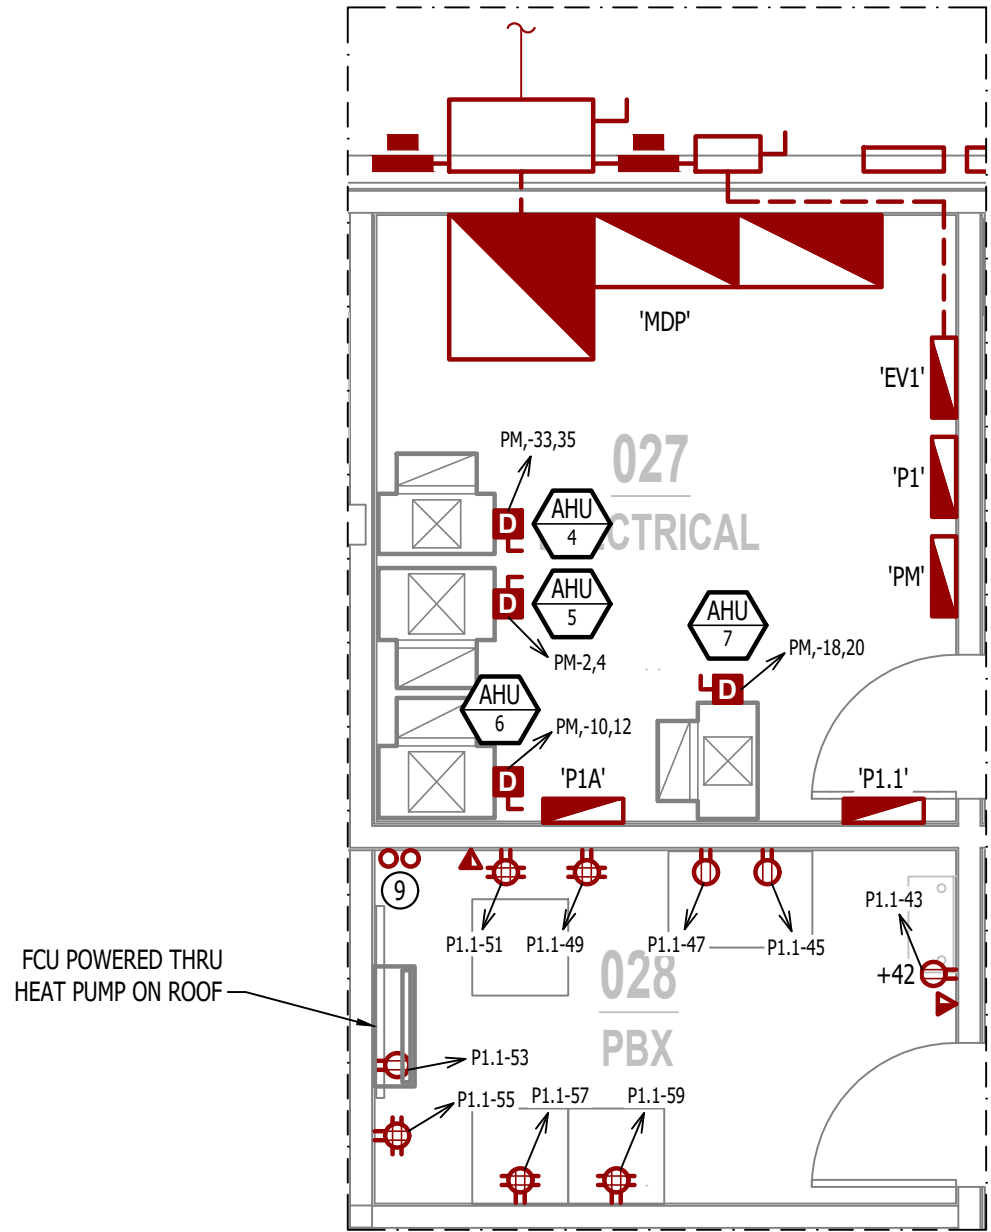 'MDP'
'EV1'
'P1'
'PM'
PM,-33,35
027
ELECTRICAL
D
AHU
4
D
AHU
5
PM-2,4
AHU
7
PM,-18,20
D
AHU
6
PM,-10,12
D
'P1A'
'P1.1'
9
P1.1-51
P1.1-49
P1.1-47
P1.1-45
P1.1-43
+42
FCU POWERED THRU
HEAT PUMP ON ROOF
028
PBX
P1.1-53
P1.1-55
P1.1-57
P1.1-59